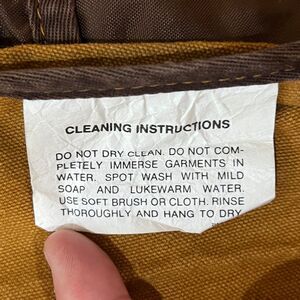 CLEANING INSTRUCTIONS
DO NOT DRY CLEAN. DO NOT COM-
PLETELY IMMERSE GARMENTS IN
WATER. SPOT WASH WITH MILD
SOAP AND LUKEWARM WATER.
USE SOFT BRUSH OR CLOTH. RINSE
THOROUGHLY AND HANG TO DRY